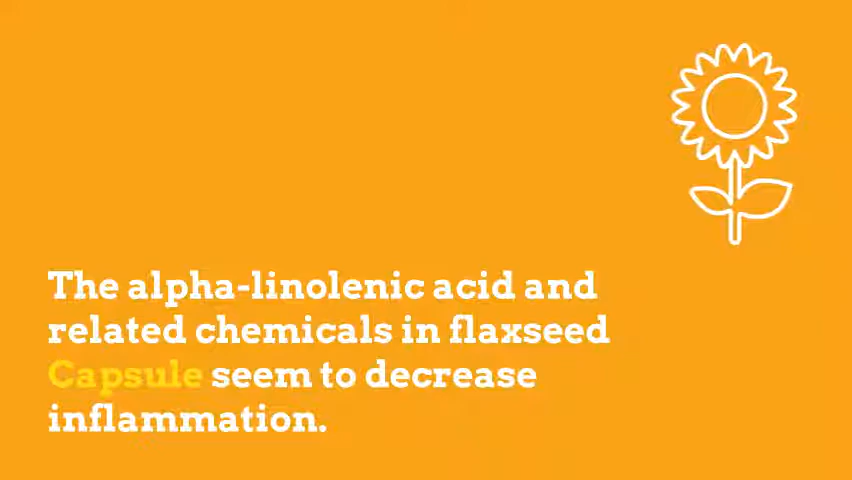 The alpha-linolenic acid and
related chemicals in flaxseed
Capsule seem to decrease
inflammation.